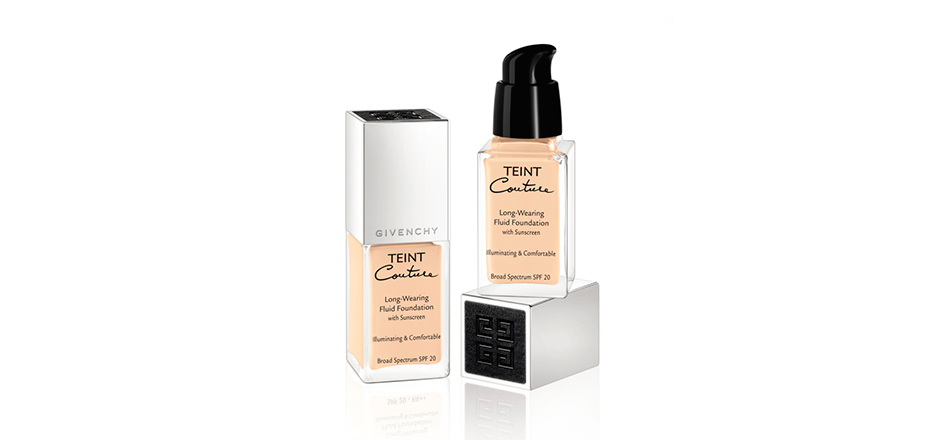 GIVENCHY
TEINT
Couture
Long-Wearing
Fluid Foundation
with Sunscreen
Illuminating & Comfortable
Broad Spectrum SPF 20
TEINT
Couture
Long-Wearing
Fluid Foundation
with Sunscreen
Illuminating & Comfortable
Broad Spectrum SPF 20